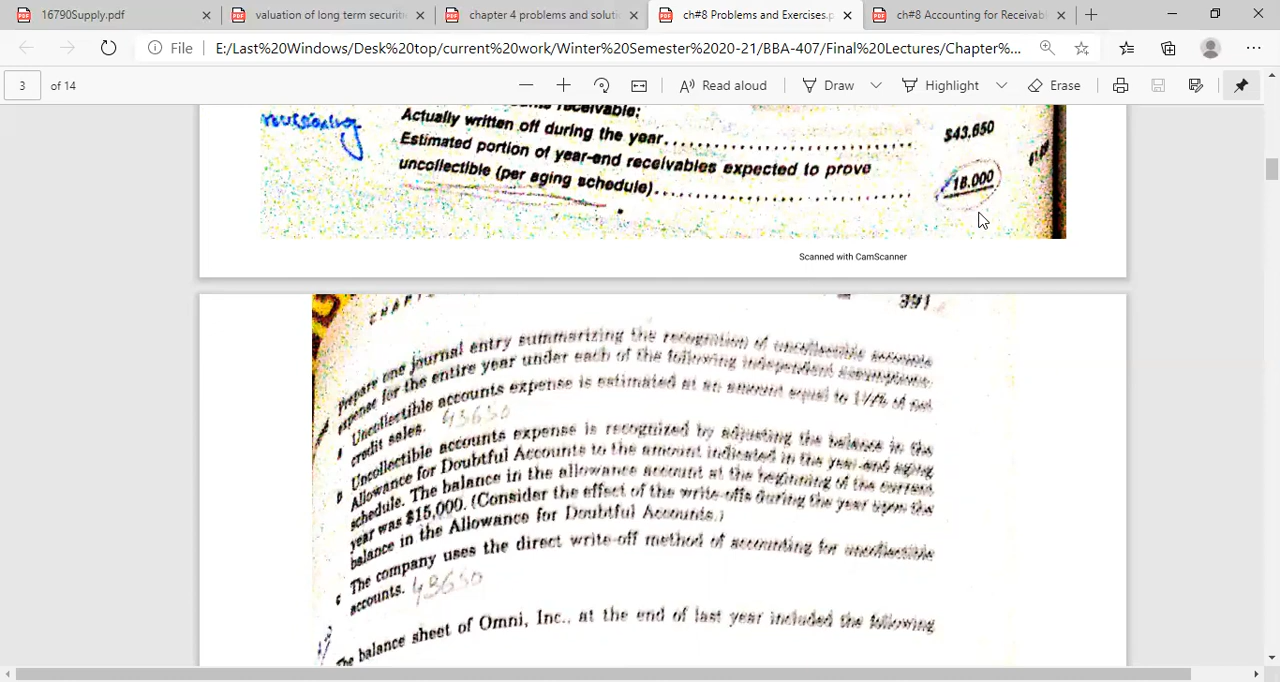 16790Supply.pdf
valuation of long term securiti
chapter 4 problems and soluti
ch#8 Problems and Exercises.p
ch#8 Accounting for Receivabl
File
E:/Last%20Windows/Desk%20top/current%20work/Winter%20Semester%2020-21/BBA-407/Final%20Lectures/Chapter%...
3
of 14
Read aloud
Draw
Highlight
Erase
receivable:
Actually written off during the year
$43,650
Estimated portion of year-end receivables expected to prove
uncollectible (per aging schedule)
18,000
Scanned with CamScanner
391
Prepare one journal entry summarizing the recognition of uncollectible accounts
expense for the entire year under each of the following independent assumptions:
Uncollectible accounts expense is estimated at an amount equal to of net
credit sales.
43650
b Uncollectible accounts expense is recognized by adjusting the balance in the
Allowance for Doubtful Accounts to the amount indicated in the year-end aging
schedule. The balance in the allowance account at the beginning of the current
year was $15,000. (Consider the effect of the write-offs during the year upon the
balance in the Allowance for Doubtful Accounts.)
c The company uses the direct write-off method of accounting for uncollectible
accounts. 43650
The balance sheet of Omni, Inc., at the end of last year included the following